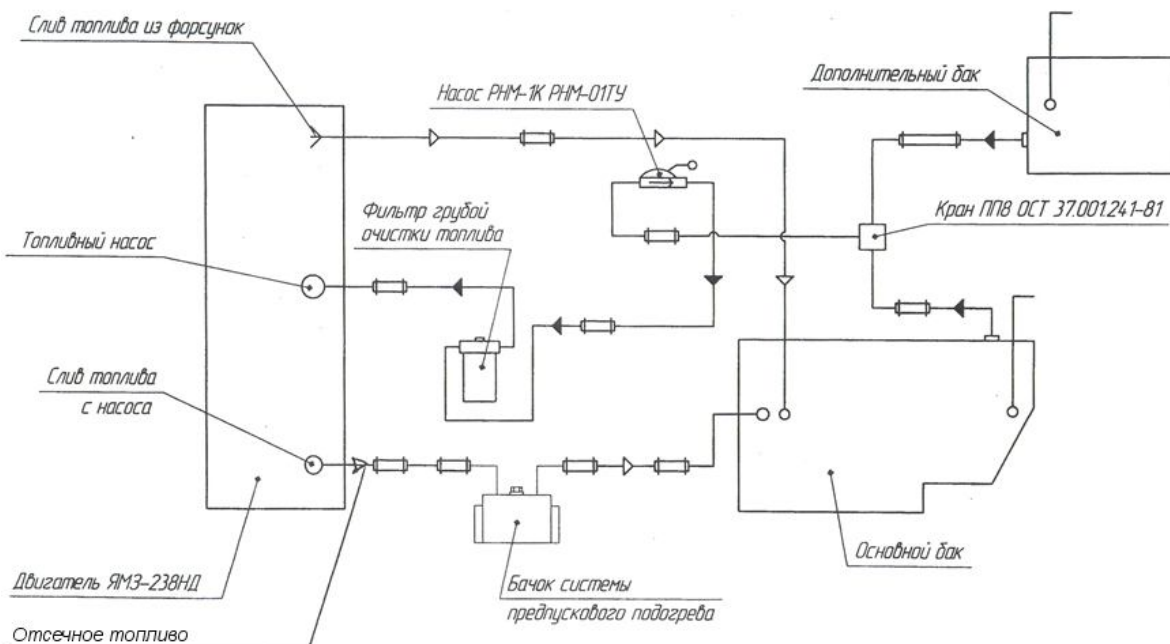 Слив топлива из форсунок
Насос РНМ-1К РНМ-01ТУ
Дополнительный бак
Фильтр грубой
очистки топлива
Кран ПП8 ОСТ 37.001.241-81
Топливный насос
Слив топлива
с насоса
Двигатель ЯМЗ-238НД
Бачок системы
предпускового подогрева
Основной бак
Отсечное топливо